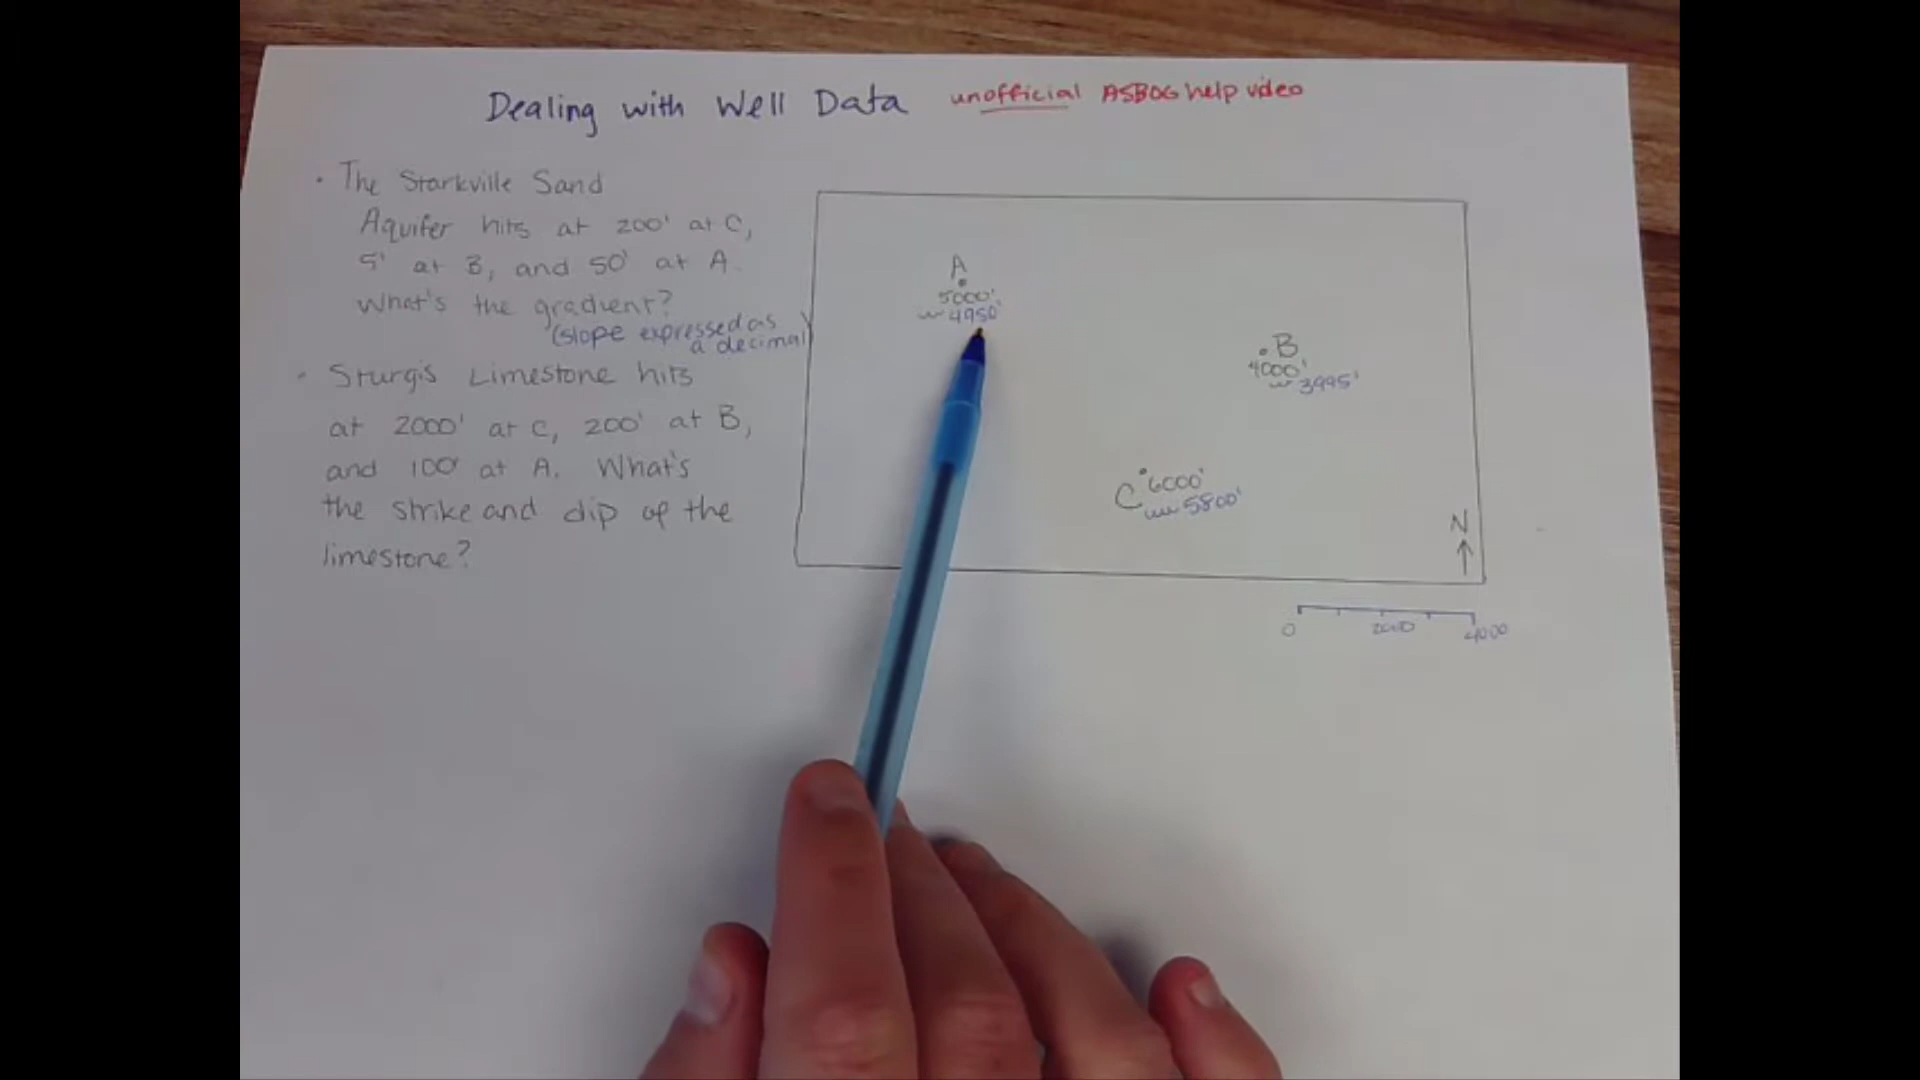 Dealing with Well Data unofficial ASBOG help video
• The Starkville Sand
Aquifer hits at 200' at C,
5' at B, and 50' at A.
What's the gradient?
(slope expressed as
a decimal)
• Sturgis Limestone hits
at 2000' at C, 200' at B,
and 100' at A. What's
the strike and dip of the
limestone?
A
5000'
w 4950'
B
4000'
w 3995'
C 6000'
5800'
N
0 2000 4000